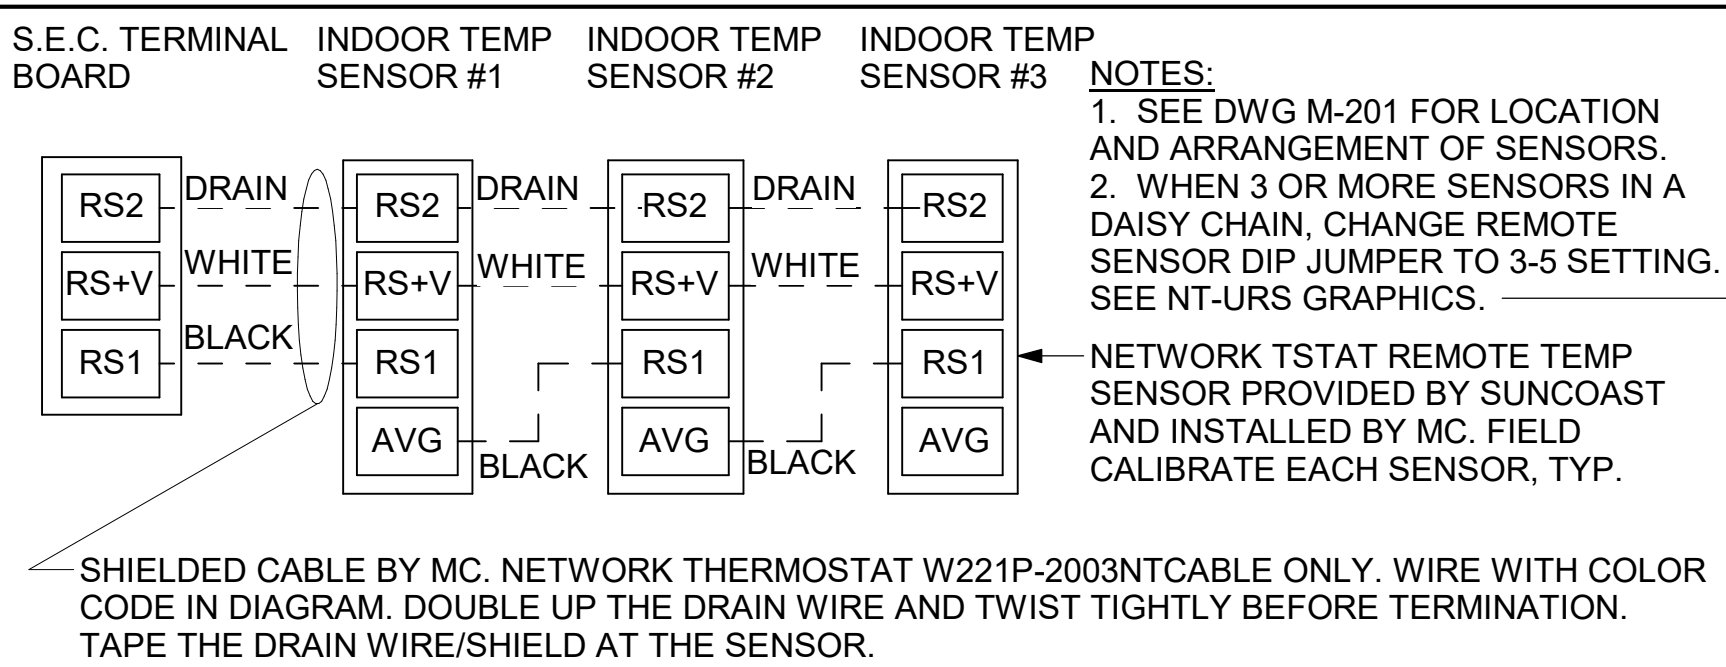 S.E.C. TERMINAL
BOARD
INDOOR TEMP
SENSOR #1
INDOOR TEMP
SENSOR #2
INDOOR TEMP
SENSOR #3
NOTES:
1. SEE DWG M-201 FOR LOCATION
AND ARRANGEMENT OF SENSORS.
2. WHEN 3 OR MORE SENSORS IN A
DAISY CHAIN, CHANGE REMOTE
SENSOR DIP JUMPER TO 3-5 SETTING.
SEE NT-URS GRAPHICS.
RS2
DRAIN
RS2
DRAIN
RS2
DRAIN
RS2
RS+V
WHITE
RS+V
WHITE
RS+V
WHITE
RS+V
RS1
BLACK
RS1
RS1
RS1
AVG
BLACK
AVG
BLACK
AVG
NETWORK TSTAT REMOTE TEMP
SENSOR PROVIDED BY SUNCOAST
AND INSTALLED BY MC. FIELD
CALIBRATE EACH SENSOR, TYP.
SHIELDED CABLE BY MC. NETWORK THERMOSTAT W221P-2003NTCABLE ONLY. WIRE WITH COLOR
CODE IN DIAGRAM. DOUBLE UP THE DRAIN WIRE AND TWIST TIGHTLY BEFORE TERMINATION.
TAPE THE DRAIN WIRE/SHIELD AT THE SENSOR.